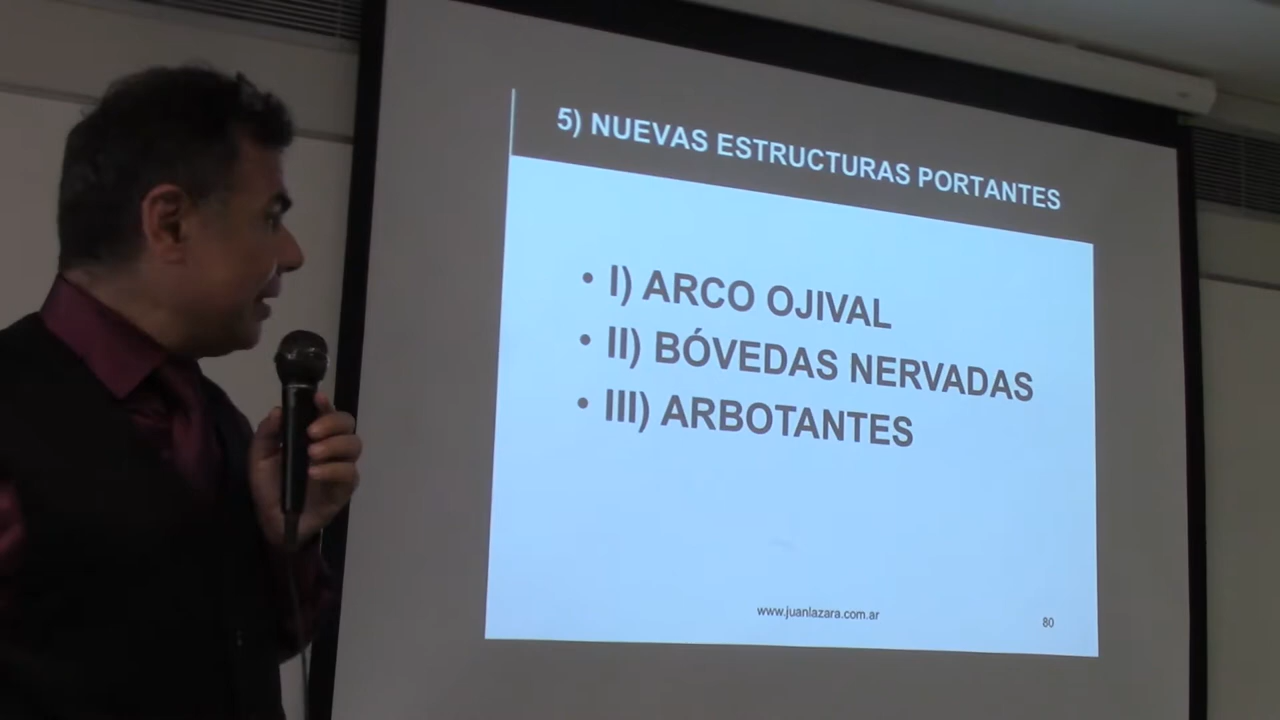 5) NUEVAS ESTRUCTURAS PORTANTES
• I) ARCO OJIVAL
• II) BÓVEDAS NERVADAS
• III) ARBOTANTES
www.juanlazara.com.ar
80